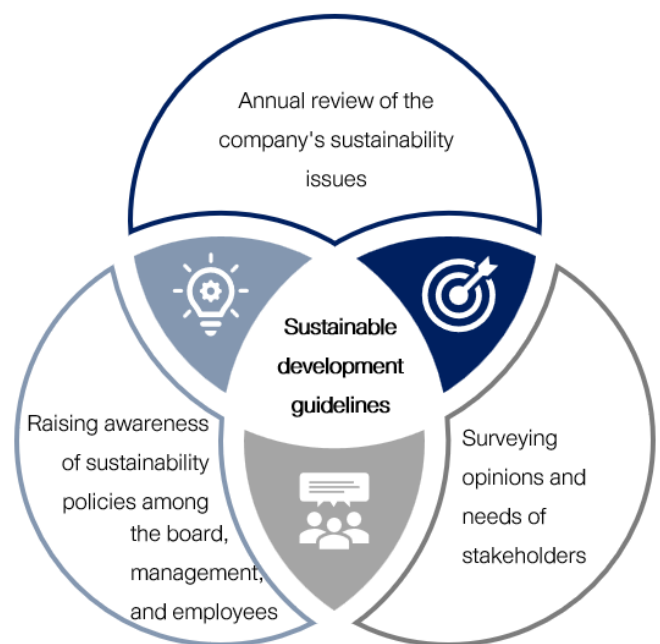 Annual review of the
company's sustainability
issues
Sustainable
development
guidelines
Raising awareness
of sustainability
policies among
the board,
management,
and employees
Surveying
opinions and
needs of
stakeholders